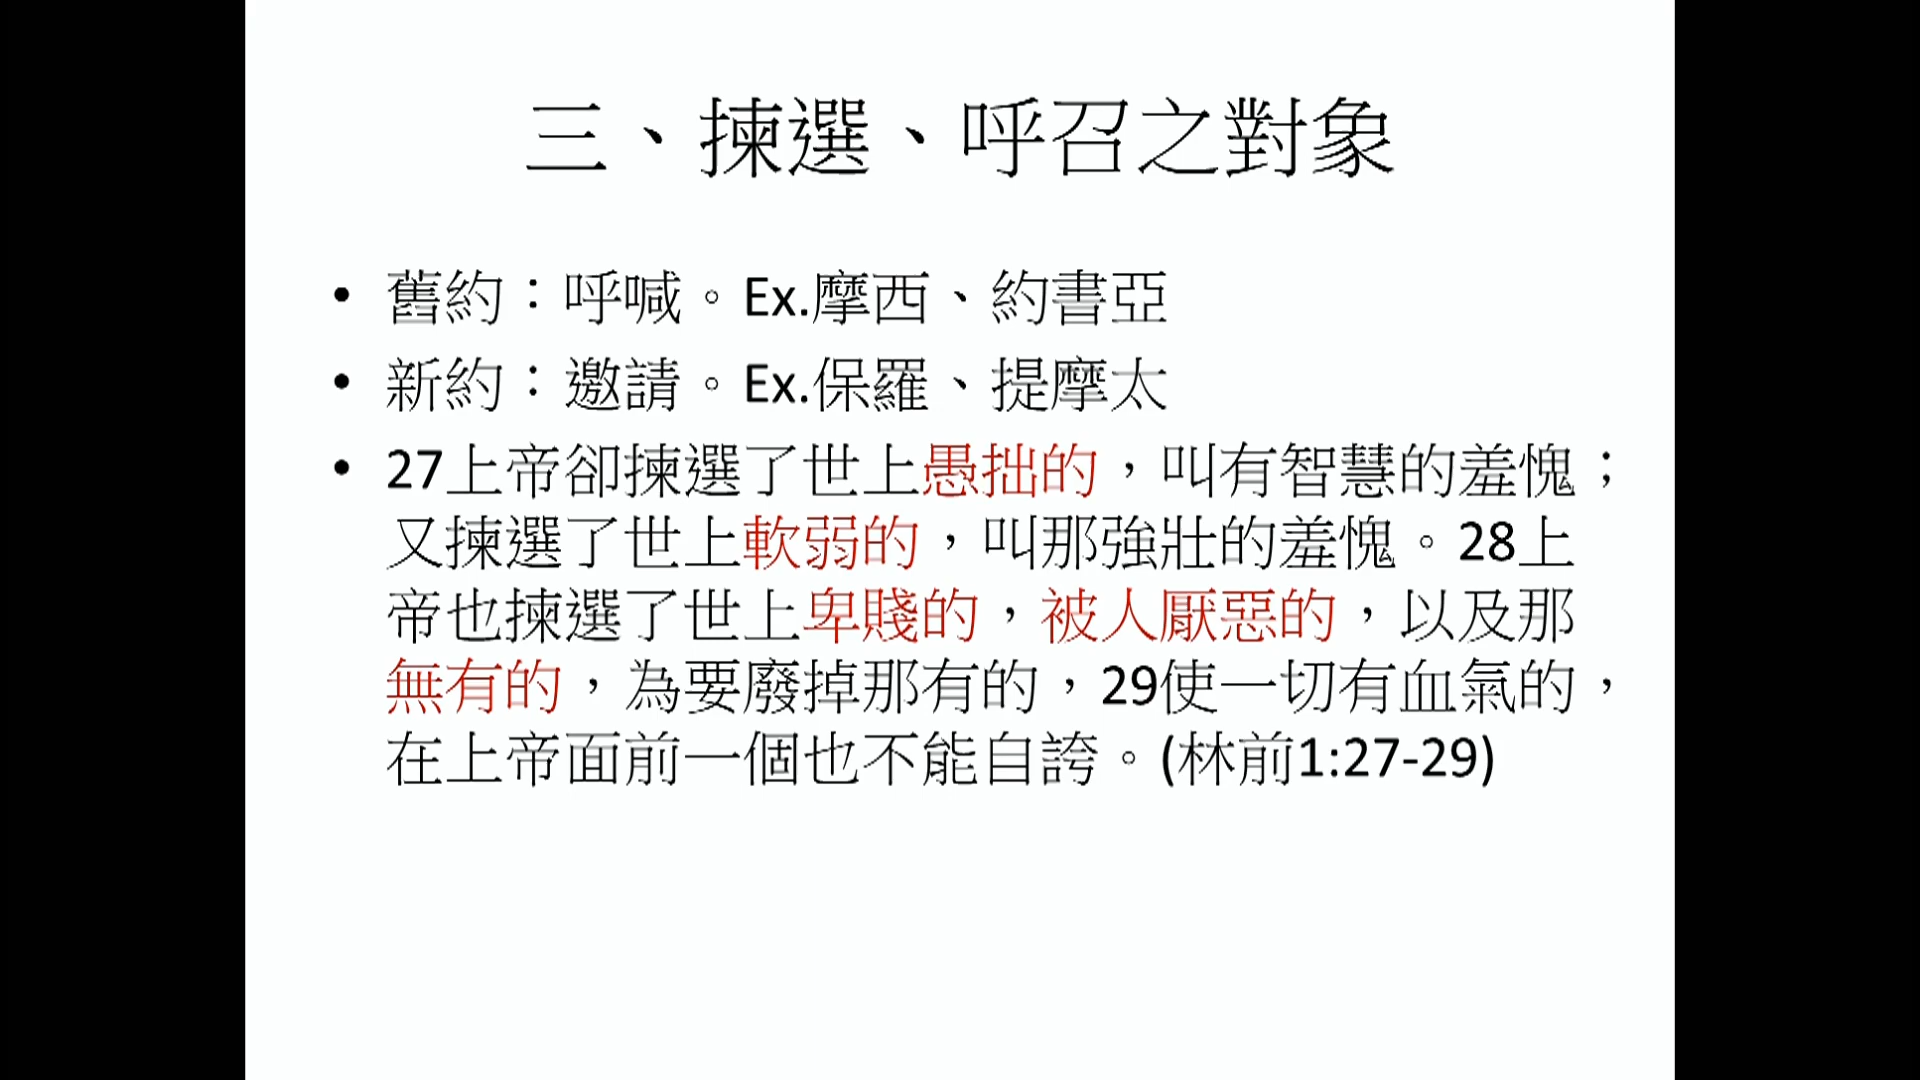 三、揀選、呼召之對象
• 舊約：呼喊。Ex.摩西、約書亞
• 新約：邀請。Ex.保羅、提摩太
• 27上帝卻揀選了世上愚拙的，叫有智慧的羞愧；
又揀選了世上軟弱的，叫那強壯的羞愧。28上
帝也揀選了世上卑賤的，被人厭惡的，以及那
無有的，為要廢掉那有的，29使一切有血氣的，
在上帝面前一個也不能自誇。(林前1:27-29)